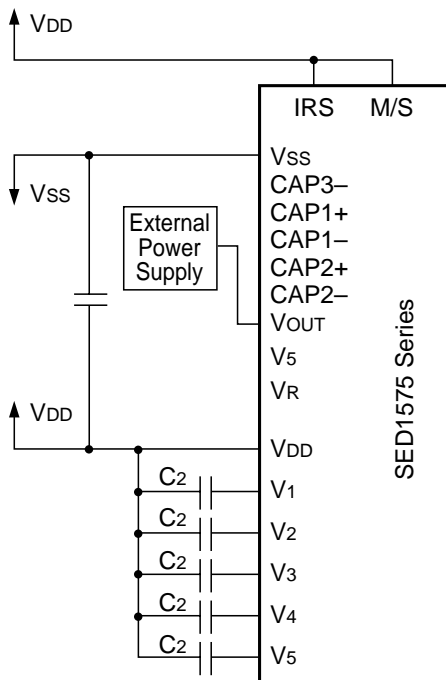 VDD
IRS M/S
VSS
VSS
CAP3–
CAP1+
CAP1–
CAP2+
CAP2–
VOUT
External
Power
Supply
V5
VR
SED1575 Series
VDD
VDD
C2 V1
C2 V2
C2 V3
C2 V4
C2 V5